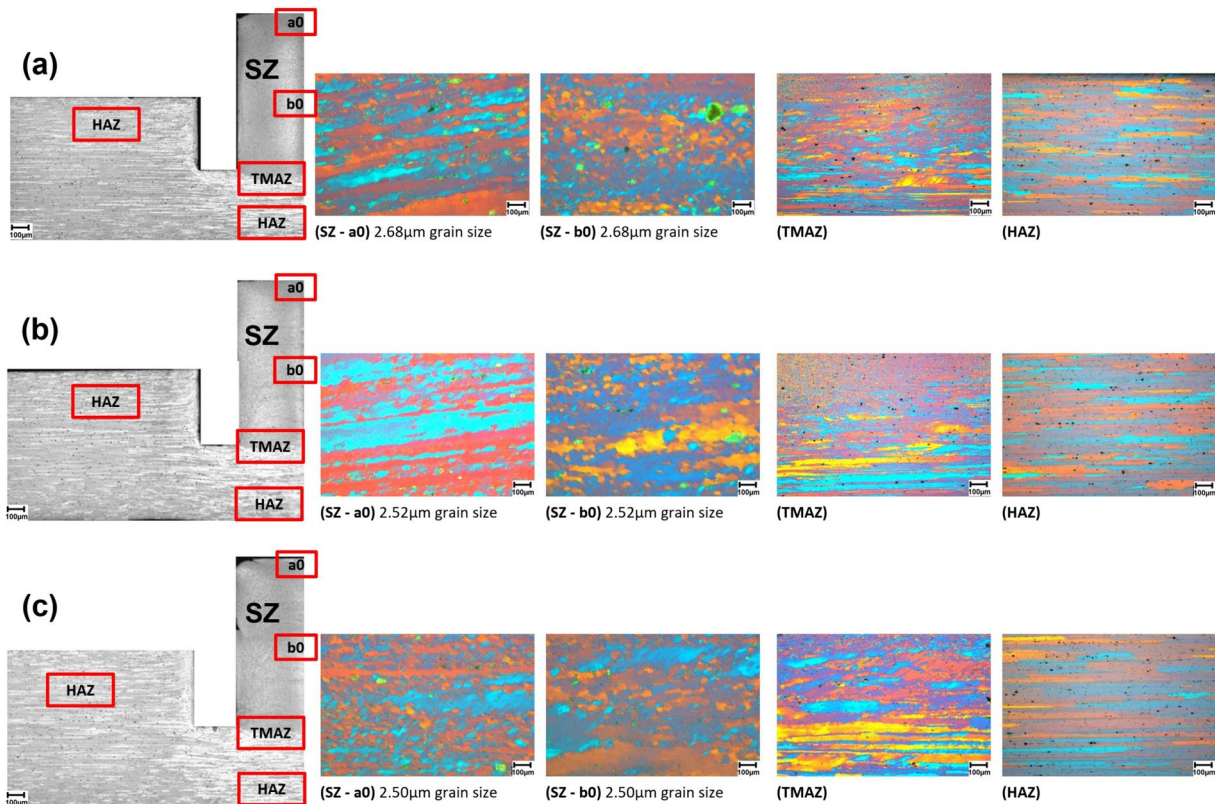 (a)
a0
SZ
b0
HAZ
TMAZ
HAZ
100µm
100µm
100µm
100µm
100µm
(SZ - a0) 2.68µm grain size
(SZ - b0) 2.68µm grain size
(TMAZ)
(HAZ)
(b)
a0
SZ
b0
HAZ
TMAZ
HAZ
100µm
100µm
100µm
100µm
100µm
(SZ - a0) 2.52µm grain size
(SZ - b0) 2.52µm grain size
(TMAZ)
(HAZ)
(c)
a0
SZ
b0
HAZ
TMAZ
HAZ
100µm
100µm
100µm
100µm
100µm
(SZ - a0) 2.50µm grain size
(SZ - b0) 2.50µm grain size
(TMAZ)
(HAZ)